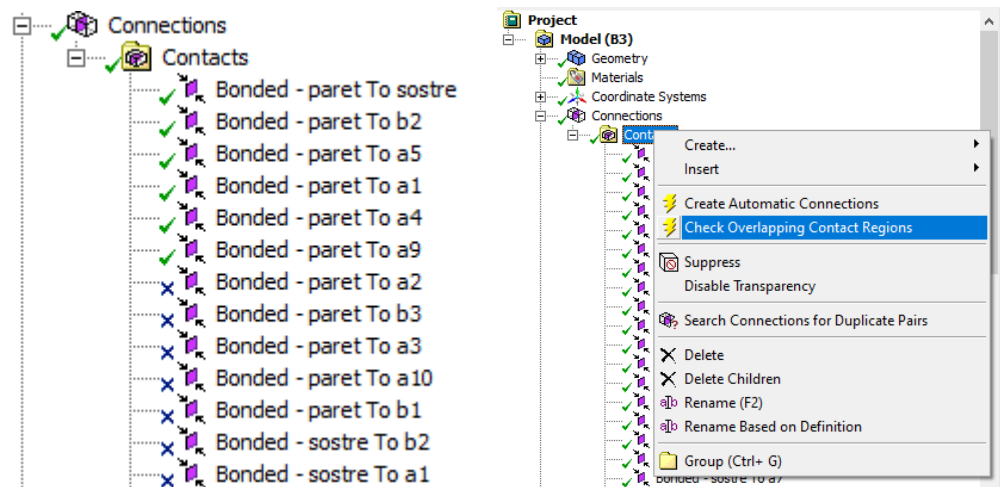 Connections
Contacts
Bonded - paret To sostre
Bonded - paret To b2
Bonded - paret To a5
Bonded - paret To a1
Bonded - paret To a4
Bonded - paret To a9
Bonded - paret To a2
Bonded - paret To b3
Bonded - paret To a3
Bonded - paret To a10
Bonded - paret To b1
Bonded - sostre To b2
Bonded - sostre To a1
Project
Model (B3)
Geometry
Materials
Coordinate Systems
Connections
Create...
Insert
Create Automatic Connections
Check Overlapping Contact Regions
Suppress
Disable Transparency
Search Connections for Duplicate Pairs
Delete
Delete Children
Rename (F2)
Rename Based on Definition
Group (Ctrl+ G)
Bonded - sostre To a7